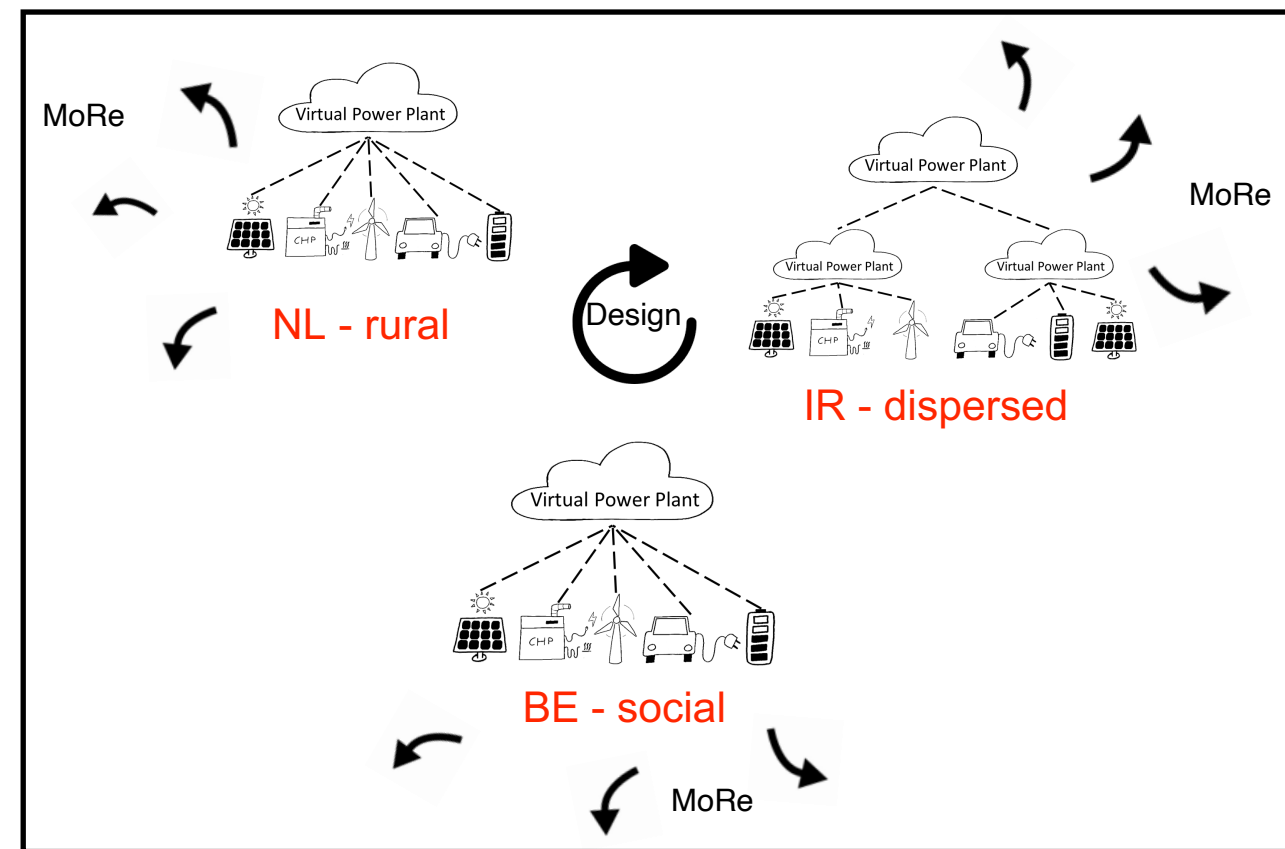 MoRe
Virtual Power Plant
CHP
NL - rural
Design
Virtual Power Plant
MoRe
Virtual Power Plant
Virtual Power Plant
CHP
IR - dispersed
Virtual Power Plant
CHP
BE - social
MoRe